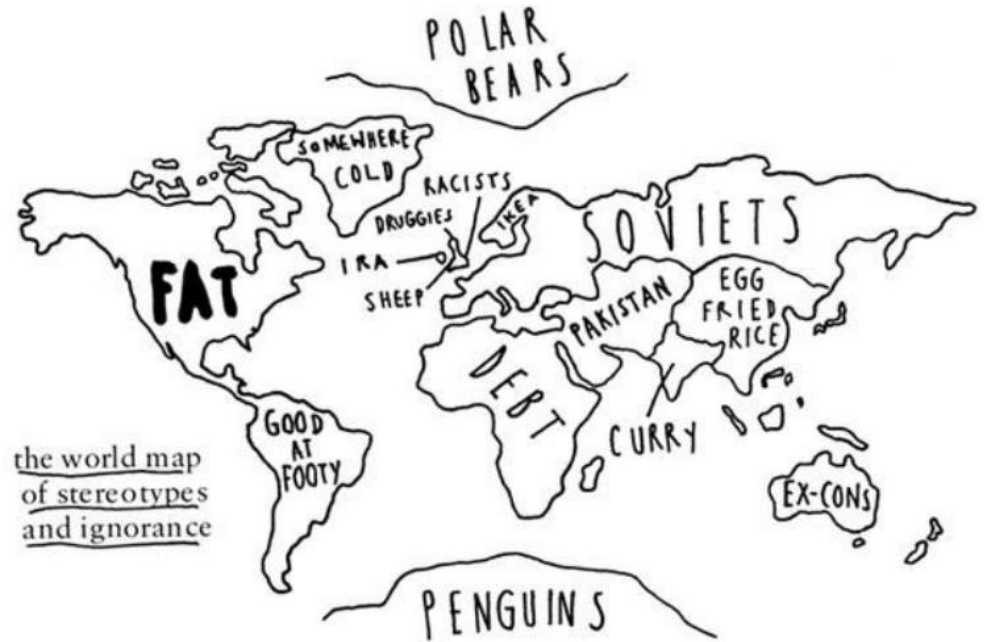 POLAR
BEARS
SOMEWHERE
COLD
RACISTS
DRUGGIES
IKEA
SOVIETS
IRA
SHEEP
FAT
PAKISTAN
EGG
FRIED
RICE
DEBT
CURRY
GOOD
AT
FOOTY
EX-CONS
the world map
of stereotypes
and ignorance
PENGUINS